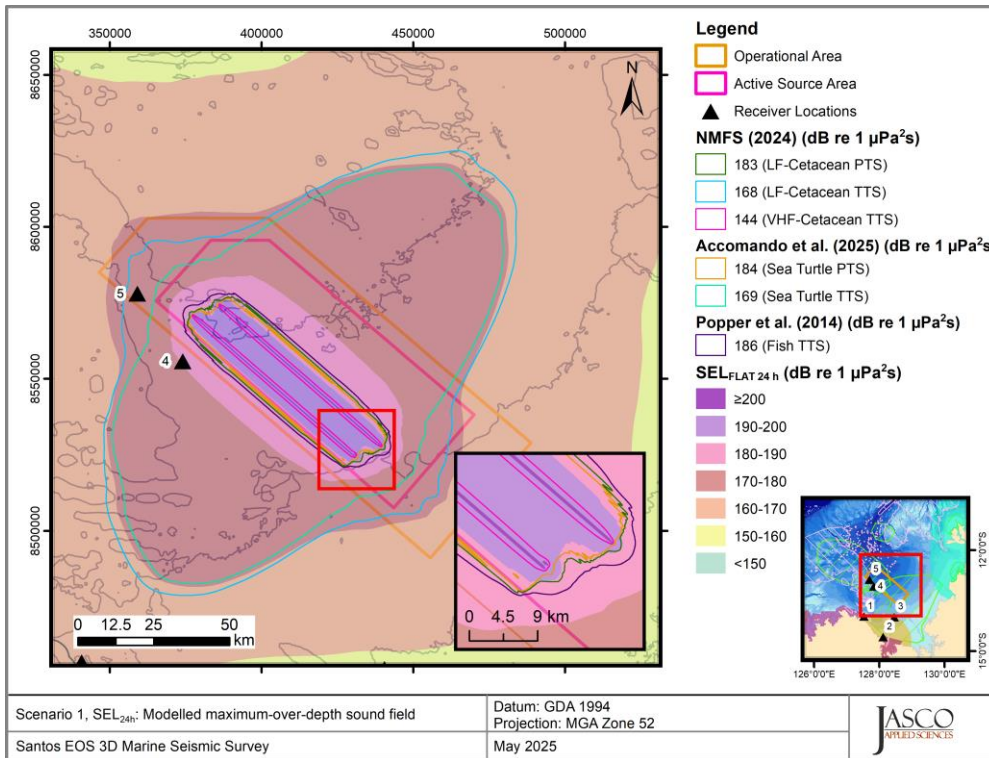 350000 400000 450000 500000
8650000
8600000
8550000
8500000
N
5
4
0 12.5 25 50
km
0 4.5 9 km
Legend
Operational Area
Active Source Area
Receiver Locations
NMFS (2024) (dB re 1 µPa²s)
183 (LF-Cetacean PTS)
168 (LF-Cetacean TTS)
144 (VHF-Cetacean TTS)
Accomando et al. (2025) (dB re 1 µPa²s
184 (Sea Turtle PTS)
169 (Sea Turtle TTS)
Popper et al. (2014) (dB re 1 µPa²s)
186 (Fish TTS)
SELFLAT 24 h (dB re 1 µPa²s)
≥200
190-200
180-190
170-180
160-170
150-160
<150
5
4
1
3
2
12°0'0"S
15°0'0"S
126°0'0"E 128°0'0"E 130°0'0"E
Scenario 1, SEL24h: Modelled maximum-over-depth sound field
Datum: GDA 1994
Projection: MGA Zone 52
Santos EOS 3D Marine Seismic Survey
May 2025
JASCO
APPLIED SCIENCES